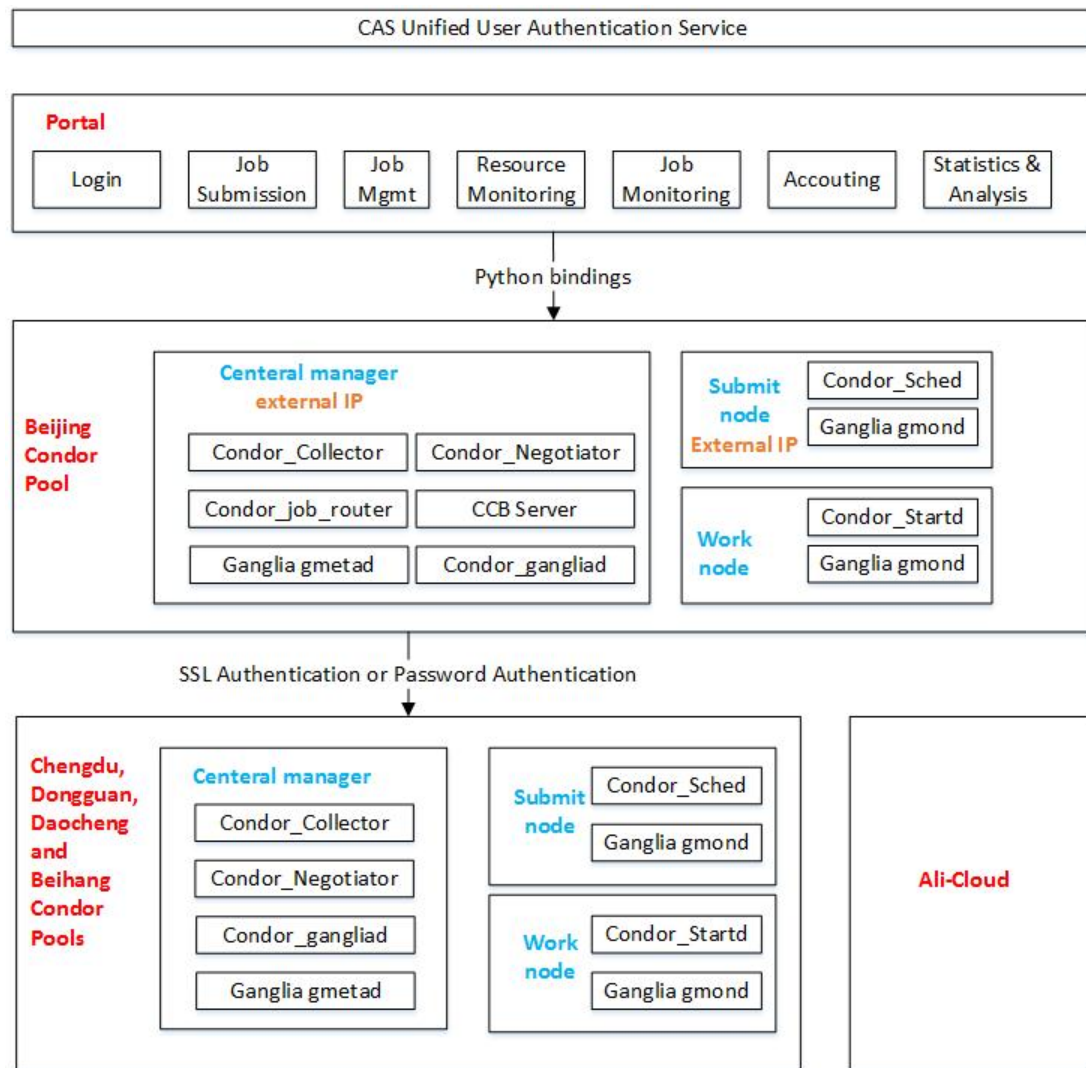 CAS Unified User Authentication Service
Portal
Login
Job
Submission
Job
Mgmt
Resource
Monitoring
Job
Monitoring
Accouting
Statistics &
Analysis
Python bindings
Beijing
Condor
Pool
Centeral manager
external IP
Condor_Collector
Condor_Negotiator
Condor_job_router
CCB Server
Ganglia gmetad
Condor_gangliad
Submit
node
External IP
Condor_Sched
Ganglia gmond
Work
node
Condor_Startd
Ganglia gmond
SSL Authentication or Password Authentication
Chengdu,
Dongguan,
Daocheng
and
Beihang
Condor
Pools
Centeral manager
Condor_Collector
Condor_Negotiator
Condor_gangliad
Ganglia gmetad
Submit
node
Condor_Sched
Ganglia gmond
Work
node
Condor_Startd
Ganglia gmond
Ali-Cloud